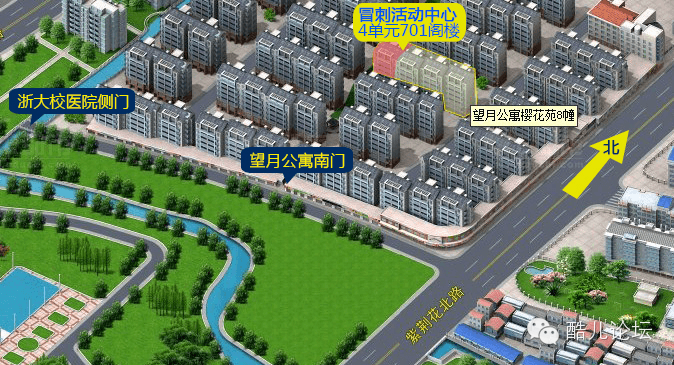 冒刺活动中心
4单元701阁楼
浙大校医院侧门
望月公寓樱花苑8幢
北
望月公寓南门
紫荆花北路
酷儿论坛